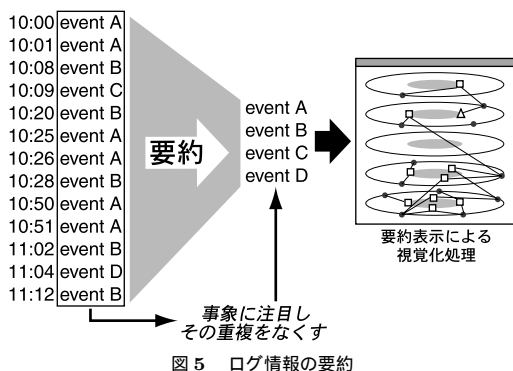 10:00 event A
10:01 event A
10:08 event B
10:09 event C
10:20 event B
10:25 event A
10:26 event A
10:28 event B
10:50 event A
10:51 event A
11:02 event B
11:04 event D
11:12 event B
要約
event A
event B
event C
event D
要約表示による
視覚化処理
事象に注目し
その重複をなくす
図 5 ログ情報の要約